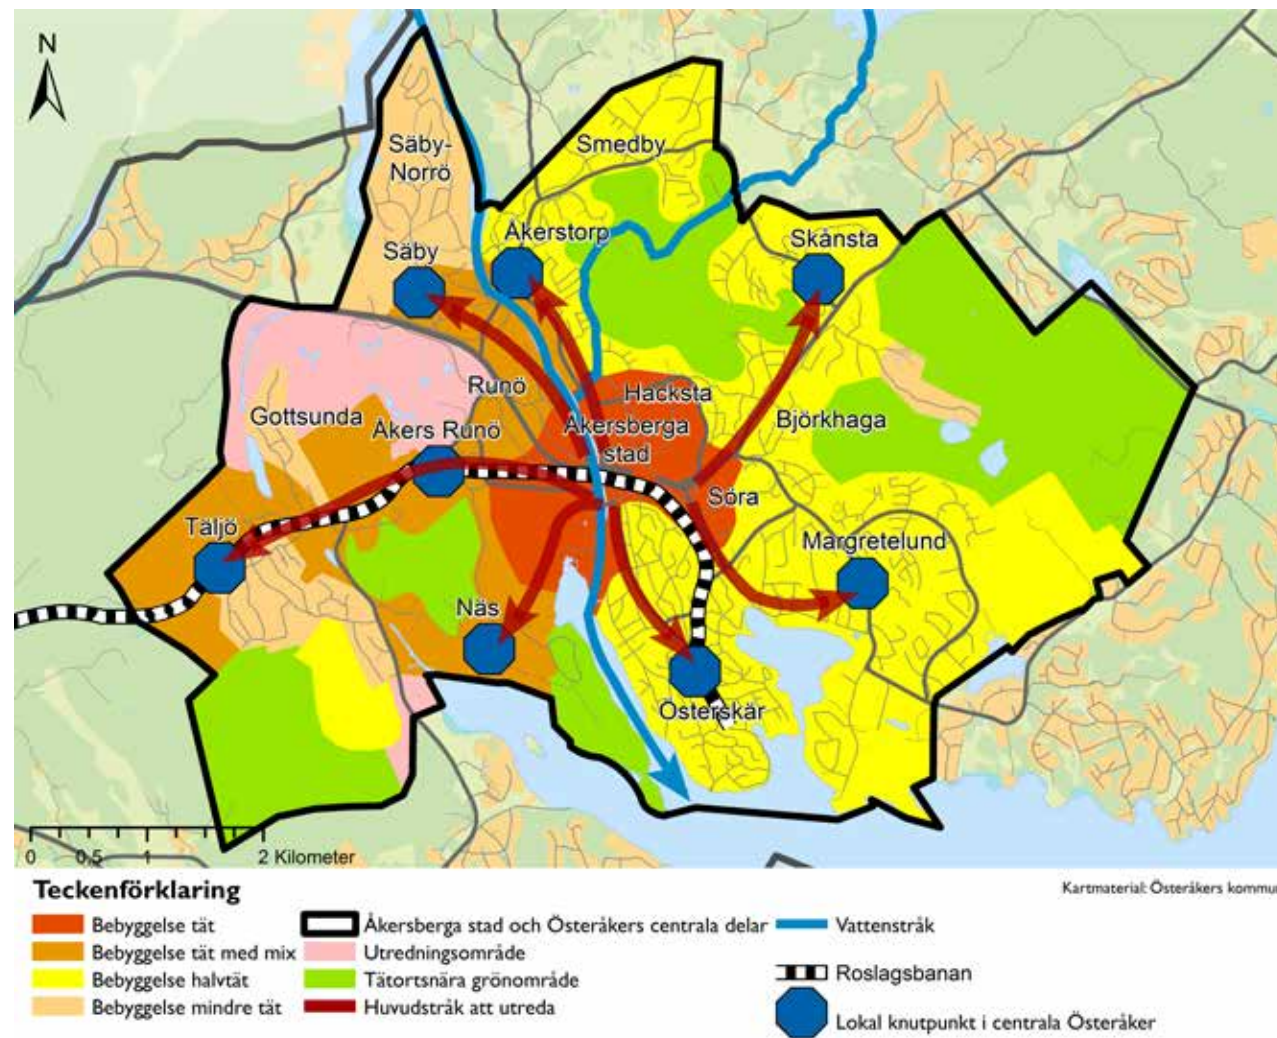 N
Säby-
Norrö
Smedby
Åkerstorp
Skånsta
Säby
Runö
Hacksta
Gottsunda
Åkers Runö
Åkersberga
stad
Björkhaga
Söra
Täljö
Margretelund
Näs
Österskär
0 0,5 1 2 Kilometer
Teckenförklaring
Kartmaterial: Österåkers kommu
Bebyggelse tät
Bebyggelse tät med mix
Bebyggelse halvtät
Bebyggelse mindre tät
Åkersberga stad och Österåkers centrala delar
Utredningsområde
Tätortsnära grönområde
Huvudstråk att utreda
Vattenstråk
Roslagsbanan
Lokal knutpunkt i centrala Österåker